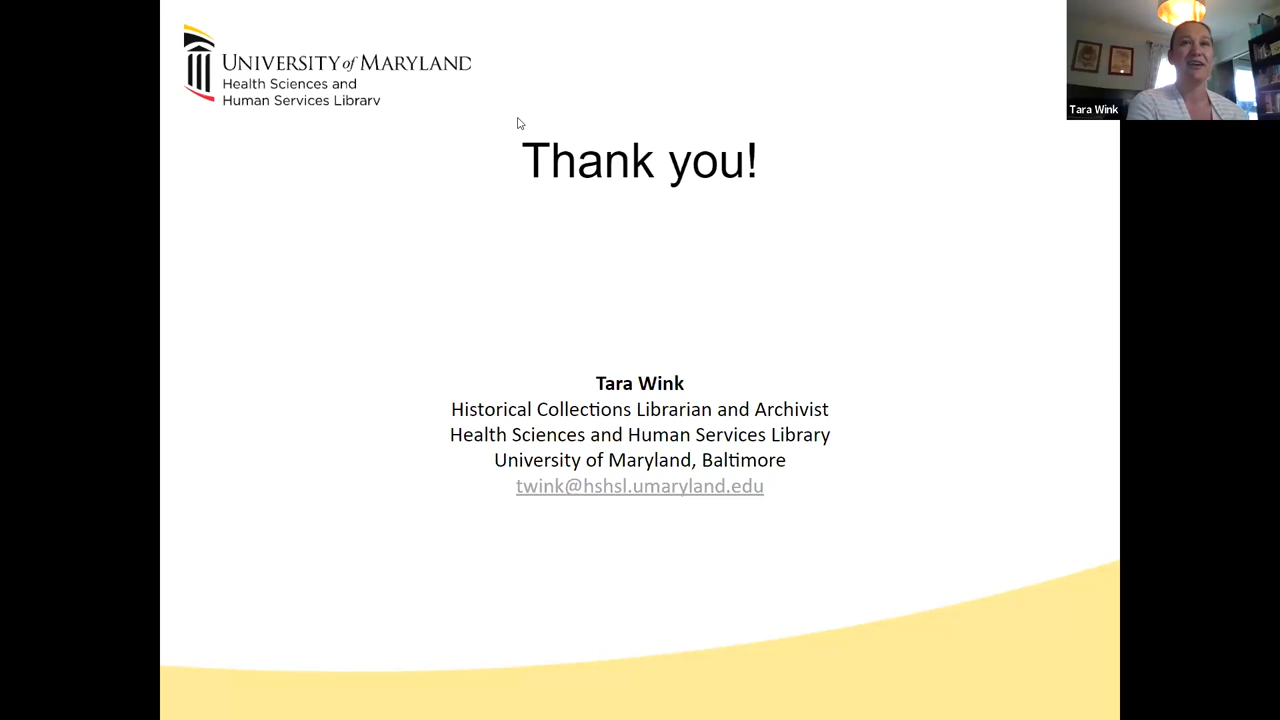 UNIVERSITY of MARYLAND
Health Sciences and
Human Services Library
Tara Wink
Thank you!
Tara Wink
Historical Collections Librarian and Archivist
Health Sciences and Human Services Library
University of Maryland, Baltimore
twink@hshsl.umaryland.edu